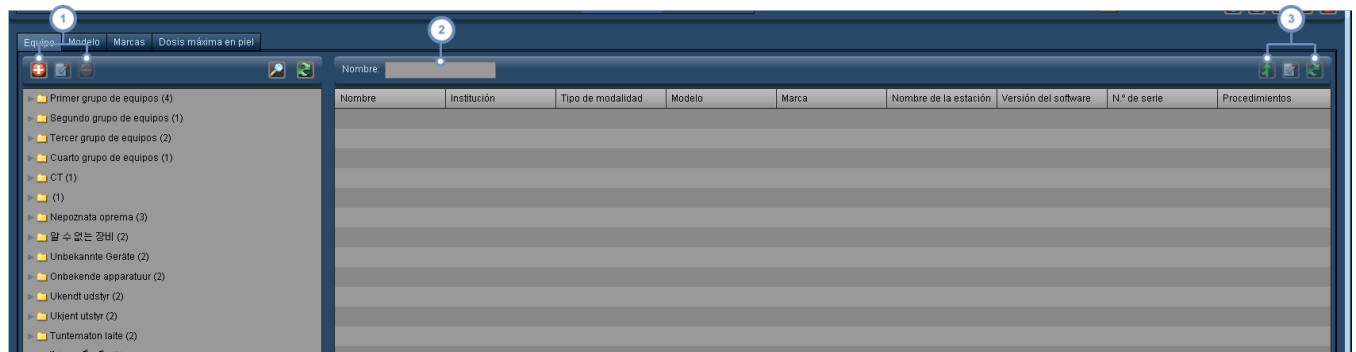 1
2
3
Equipo Modelo Marcas Dosis máxima en piel
Nombre:
Nombre Institución Tipo de modalidad Modelo Marca Nombre de la estación Versión del software N.º de serie Procedimientos
Primer grupo de equipos (4)
Segundo grupo de equipos (1)
Tercer grupo de equipos (2)
Cuarto grupo de equipos (1)
CT (1)
(1)
Nepoznata oprema (3)
알 수 없는 장비 (2)
Unbekannte Geräte (2)
Onbekende apparatuur (2)
Ukendt udstyr (2)
Ukjent utstyr (2)
Tuntematon laite (2)